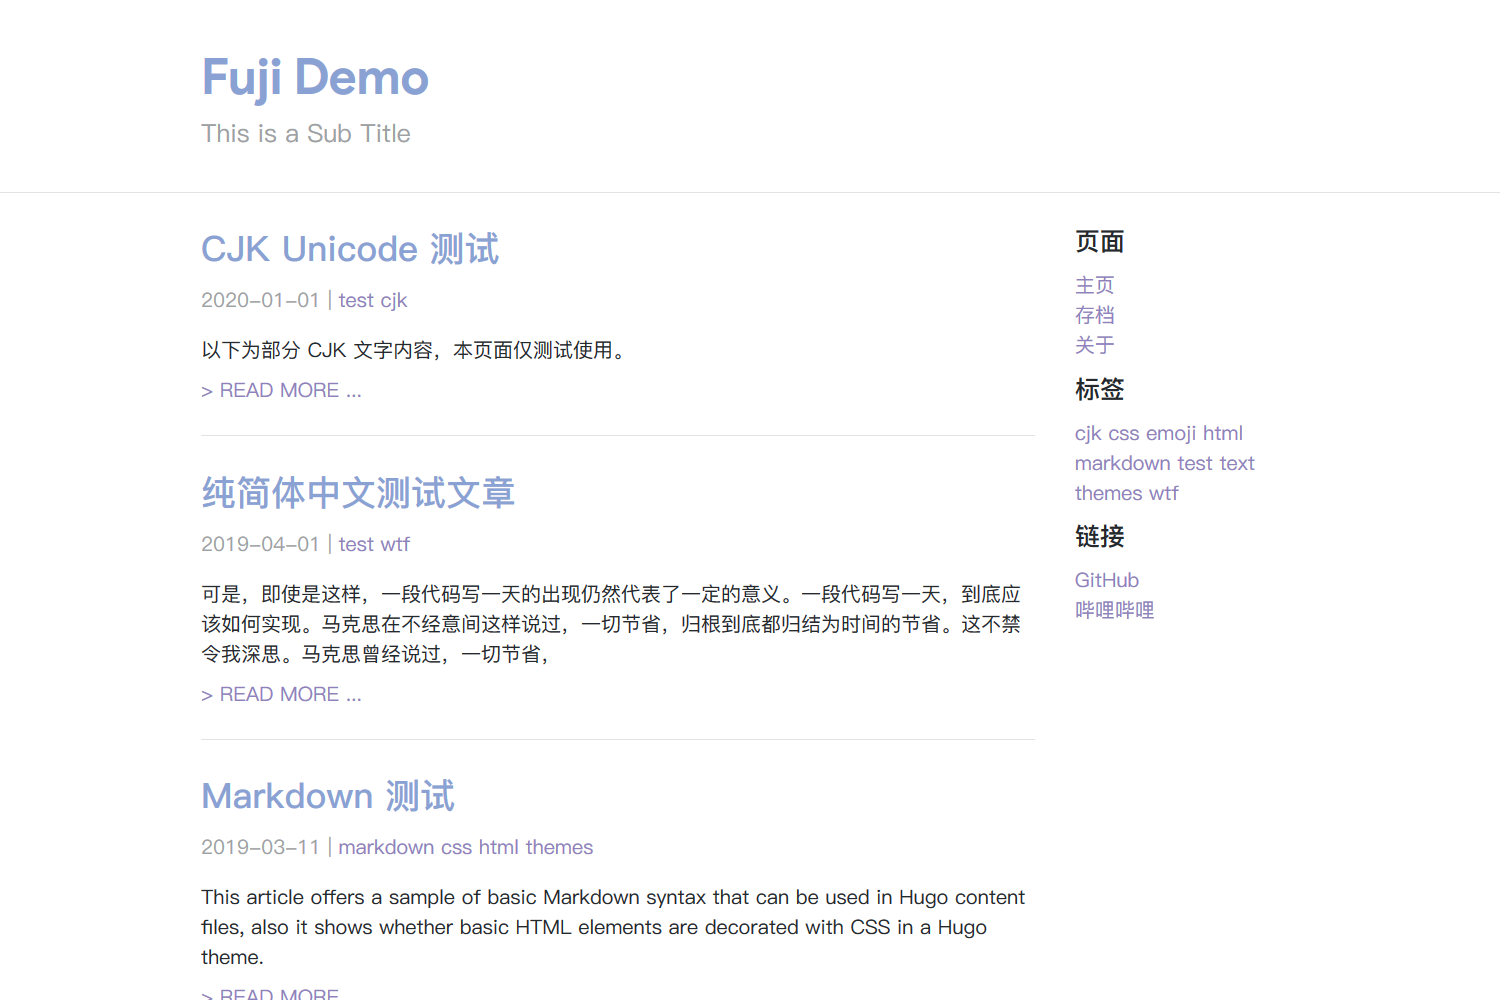 Fuji Demo
This is a Sub Title
CJK Unicode 测试
2020-01-01 | test cjk
以下为部分 CJK 文字内容，本页面仅测试使用。
> READ MORE ...
纯简体中文测试文章
2019-04-01 | test wtf
可是，即使是这样，一段代码写一天的出现仍然代表了一定的意义。一段代码写一天，到底应
该如何实现。马克思在不经意间这样说过，一切节省，归根到底都归结为时间的节省。这不禁
令我深思。马克思曾经说过，一切节省，
> READ MORE ...
Markdown 测试
2019-03-11 | markdown css html themes
This article offers a sample of basic Markdown syntax that can be used in Hugo content
files, also it shows whether basic HTML elements are decorated with CSS in a Hugo
theme.
> READ MORE ...
页面
主页
存档
关于
标签
cjk css emoji html
markdown test text
themes wtf
链接
GitHub
哔哩哔哩